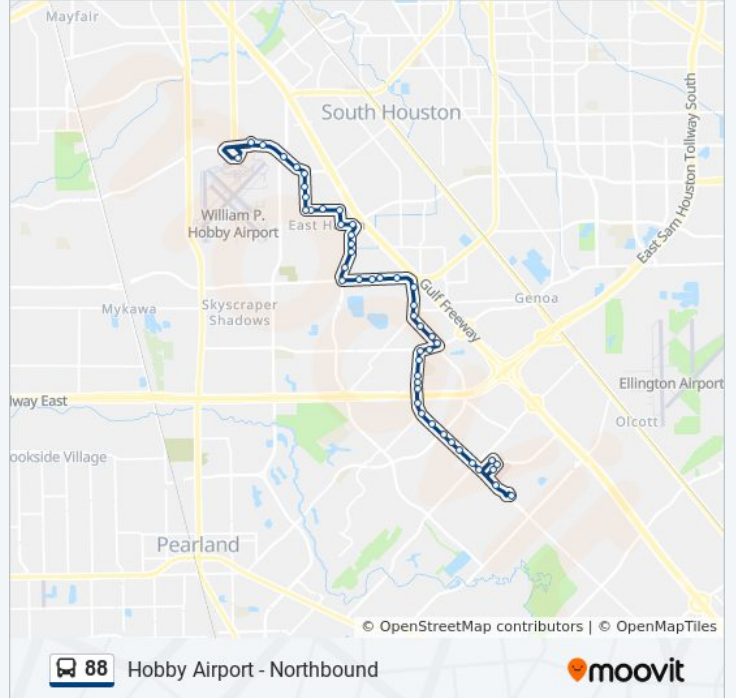 Mayfair
South Houston
East Sam Houston Tollway South
William P.
Hobby Airport
East H
Gulf Freeway
Genoa
Mykawa
Skyscraper
Shadows
Ellington Airport
lway East
Olcott
ookside Village
Pearland
© OpenStreetMap contributors | © OpenMapTiles
88 Hobby Airport - Northbound
moovit